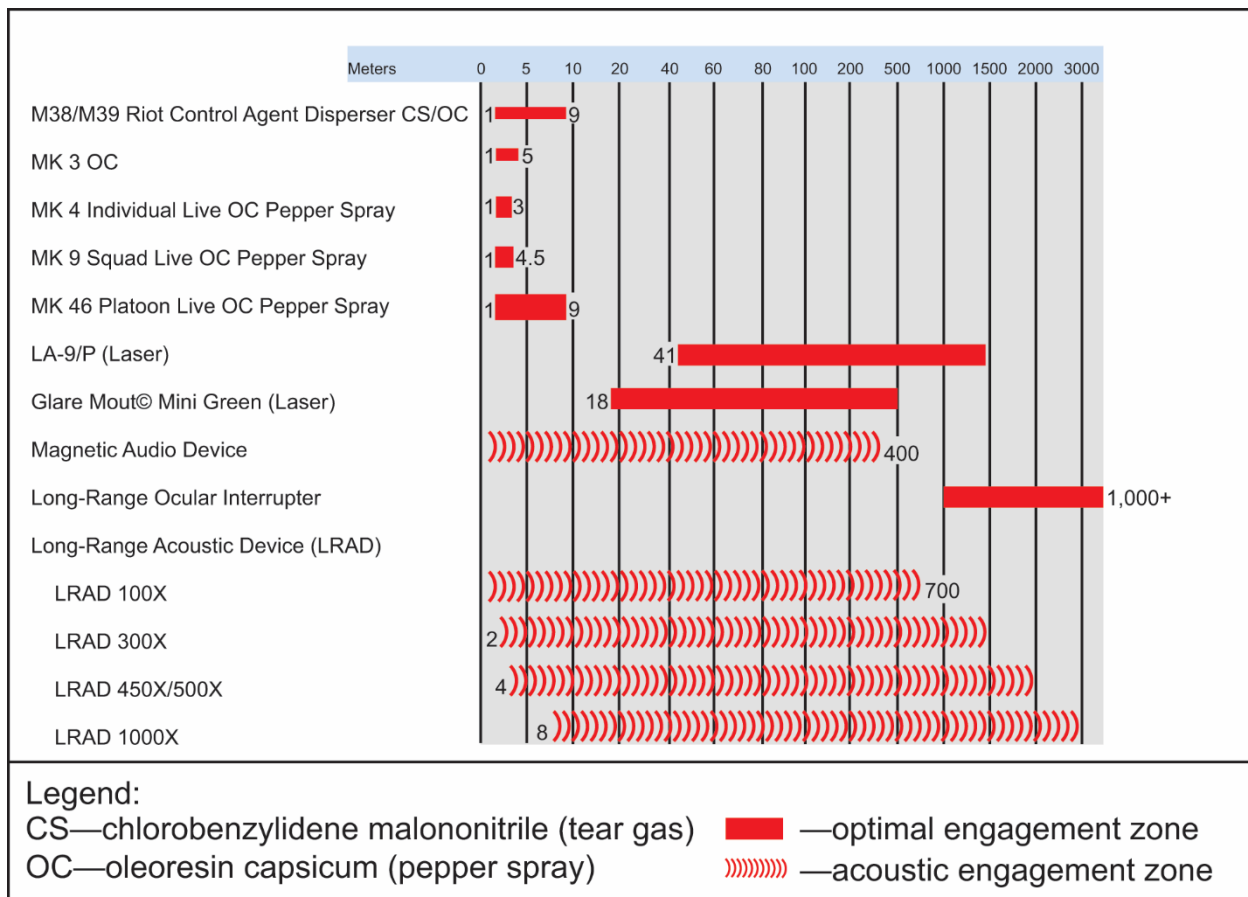 Meters 0 5 10 20 40 60 80 100 200 500 1000 1500 2000 3000
M38/M39 Riot Control Agent Disperser CS/OC 1 9
MK 3 OC 1 5
MK 4 Individual Live OC Pepper Spray 1 3
MK 9 Squad Live OC Pepper Spray 1 4.5
MK 46 Platoon Live OC Pepper Spray 1 9
LA-9/P (Laser) 41
Glare Mout© Mini Green (Laser) 18
Magnetic Audio Device 400
Long-Range Ocular Interrupter 1,000+
Long-Range Acoustic Device (LRAD)
LRAD 100X 700
LRAD 300X 2
LRAD 450X/500X 4
LRAD 1000X 8
Legend:
CS—chlorobenzylidene malononitrile (tear gas) —optimal engagement zone
OC—oleoresin capsicum (pepper spray) —acoustic engagement zone